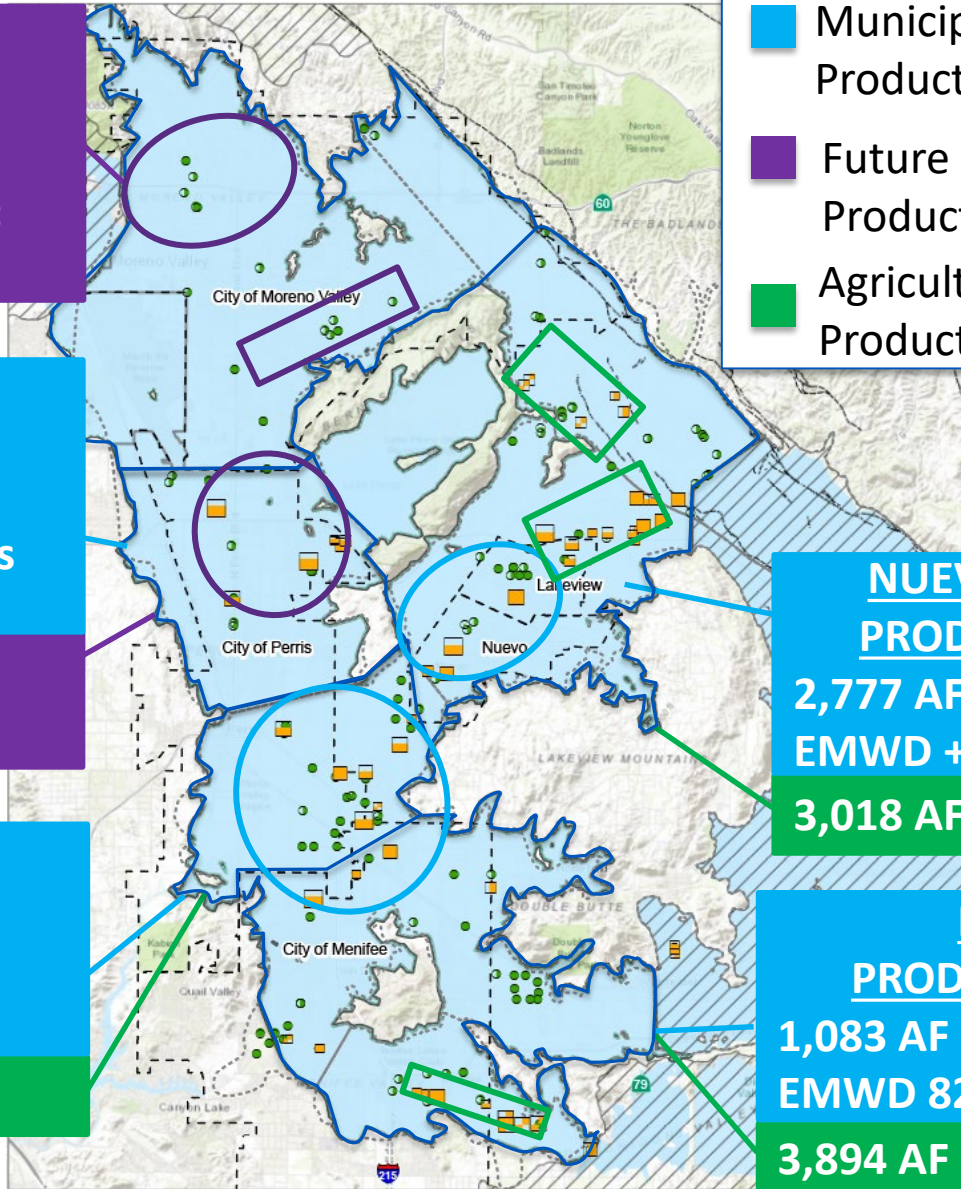 Municip
Product
Future
Product
Agricult
Product
San Timoteo
Canyon Park
Norton
Younglove
Reserve
Badlands
Landfill
60
THE BADLAND
Moreno Valley
City of Moreno Valley
s
Lakeview
City of Perris
Nuevo
NUEV
PROD
2,777 AF
EMWD +
3,018 AF
LAKEVIEW MOUNTAIN
DOUBLE BUTTE
City of Menifee
Quail Valley
PROD
1,083 AF
EMWD 82
3,894 AF
79
Canyon Lake
215